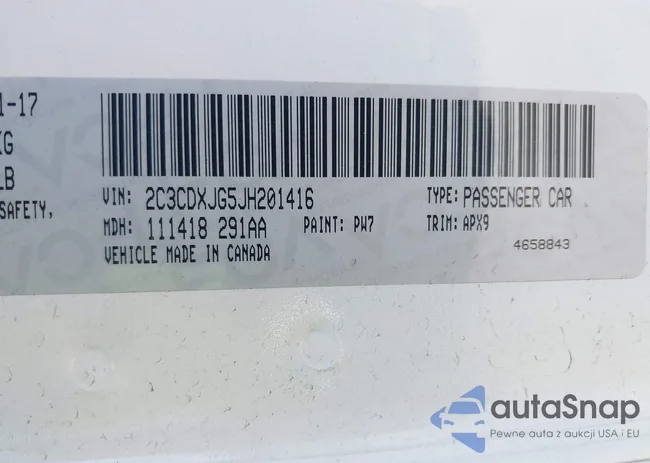 1-17
KG
LB
SAFETY,
VIN: 2C3CDXJG5JH201416 TYPE: PASSENGER CAR
MDH: 111418 291AA PAINT: PW7 TRIM: APX9
VEHICLE MADE IN CANADA 4658843
autaSnap
Pewne auta z aukcji USA i EU